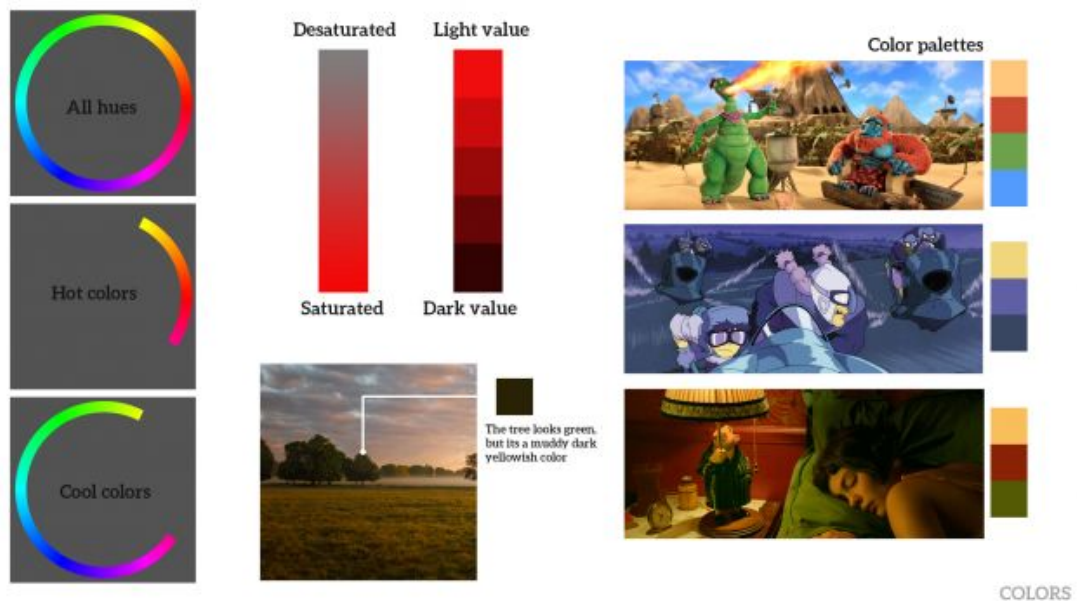 All hues
Hot colors
Cool colors
Desaturated
Saturated
Light value
Dark value
The tree looks green,
but its a muddy dark
yellowish color
Color palettes
COLORS